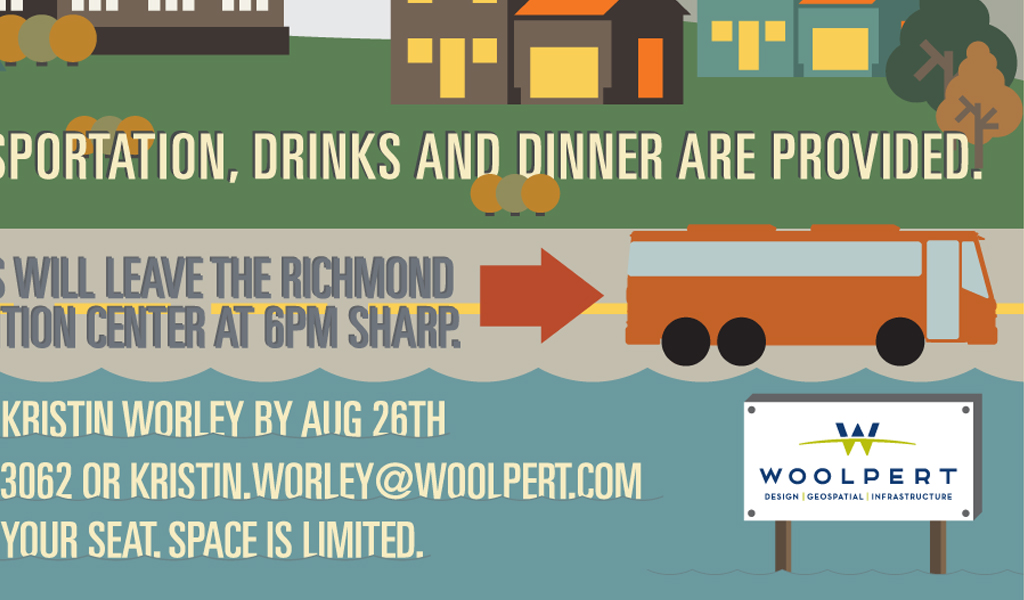 SPORTATION, DRINKS AND DINNER ARE PROVIDED.
S WILL LEAVE THE RICHMOND
TION CENTER AT 6PM SHARP.
KRISTIN WORLEY BY AUG 26TH
3062 OR KRISTIN.WORLEY@WOOLPERT.COM
YOUR SEAT. SPACE IS LIMITED.
W
WOOLPERT
DESIGN | GEOSPATIAL | INFRASTRUCTURE